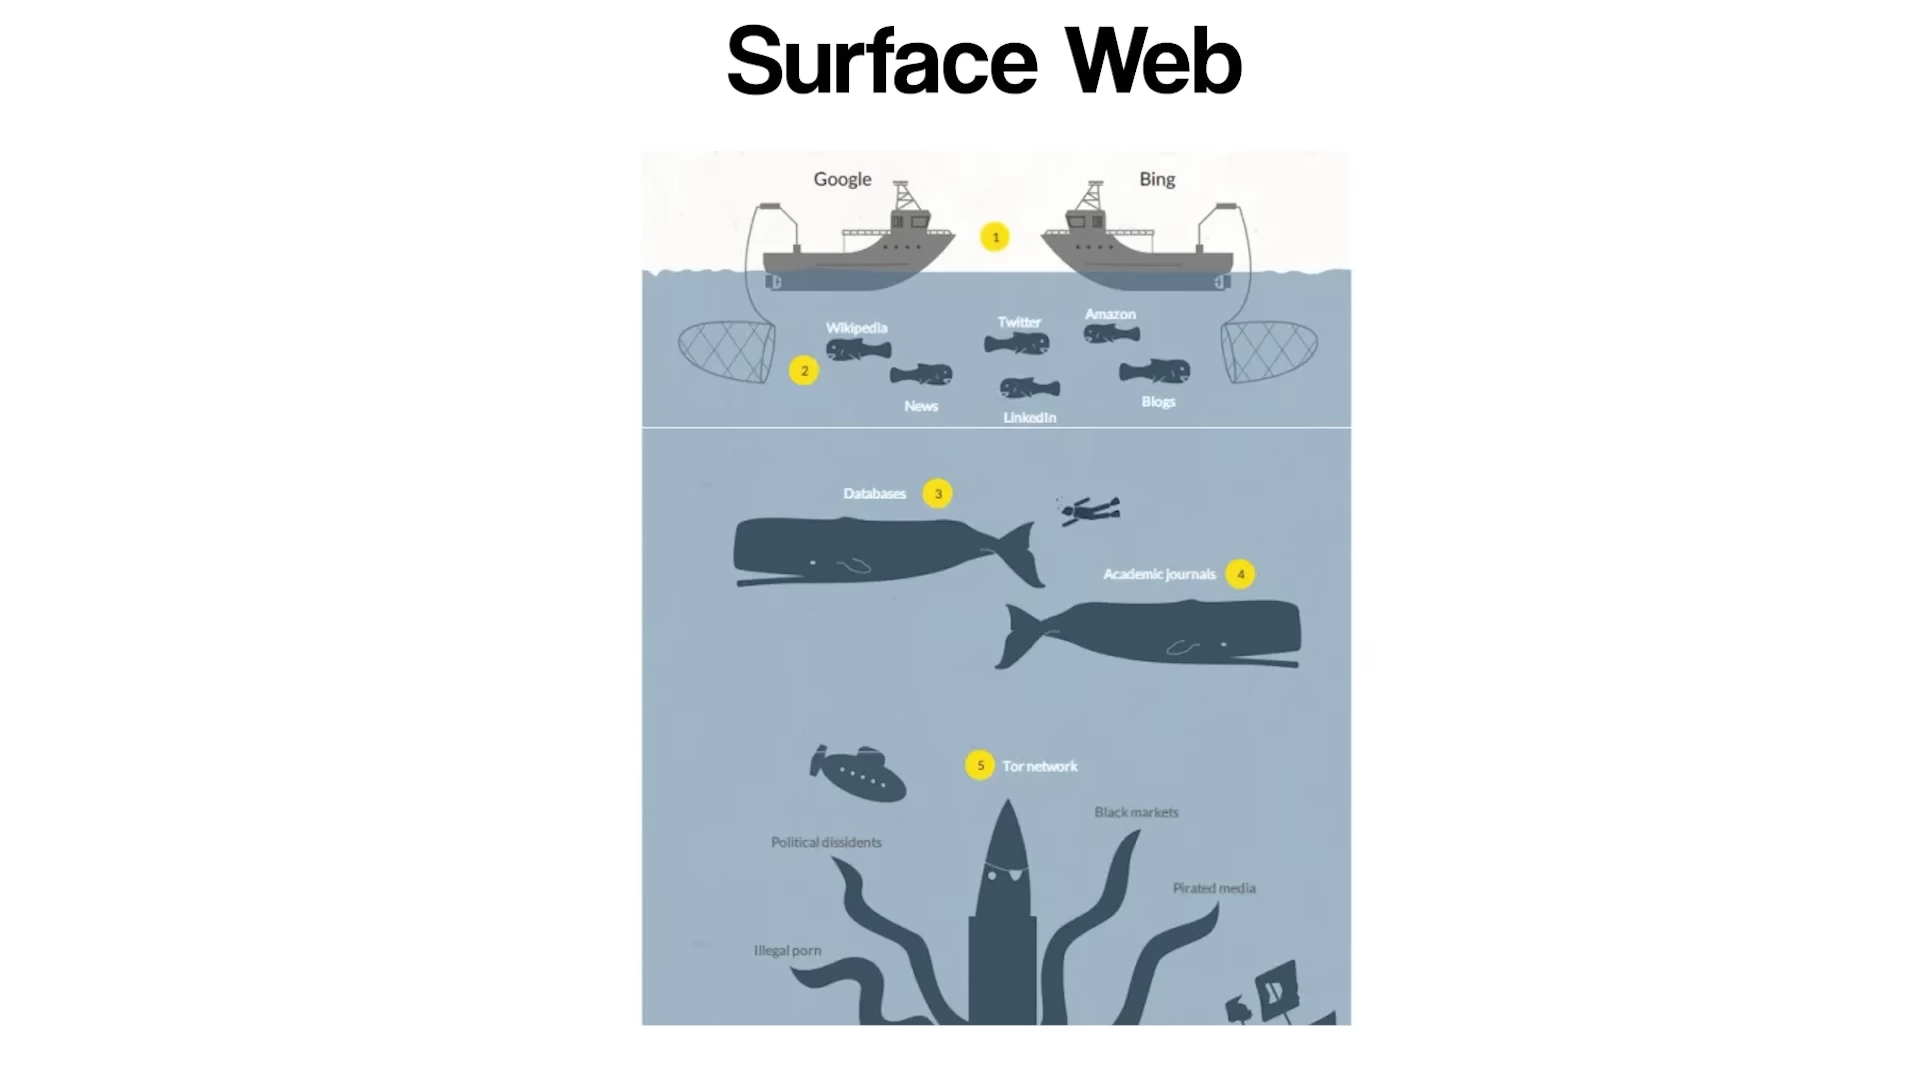 Surface Web
Google
Bing
1
Wikipedia
Twitter
Amazon
2
News
LinkedIn
Blogs
Databases 3
Academic journals 4
5 Tor network
Black markets
Political dissidents
Pirated media
Illegal porn